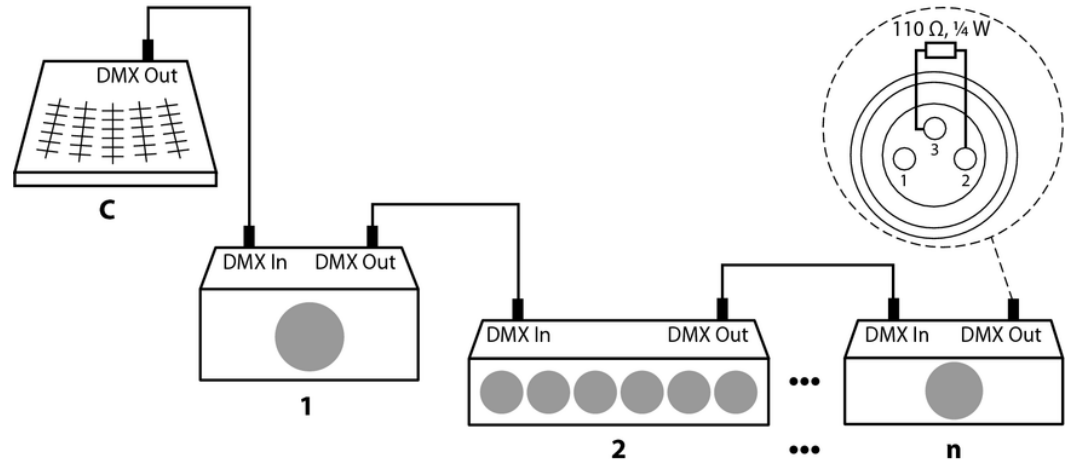 110 Ω, ¼ W
DMX Out
3
1
2
C
DMX In
DMX Out
1
DMX In
DMX Out
2
•••
•••
DMX In
DMX Out
n